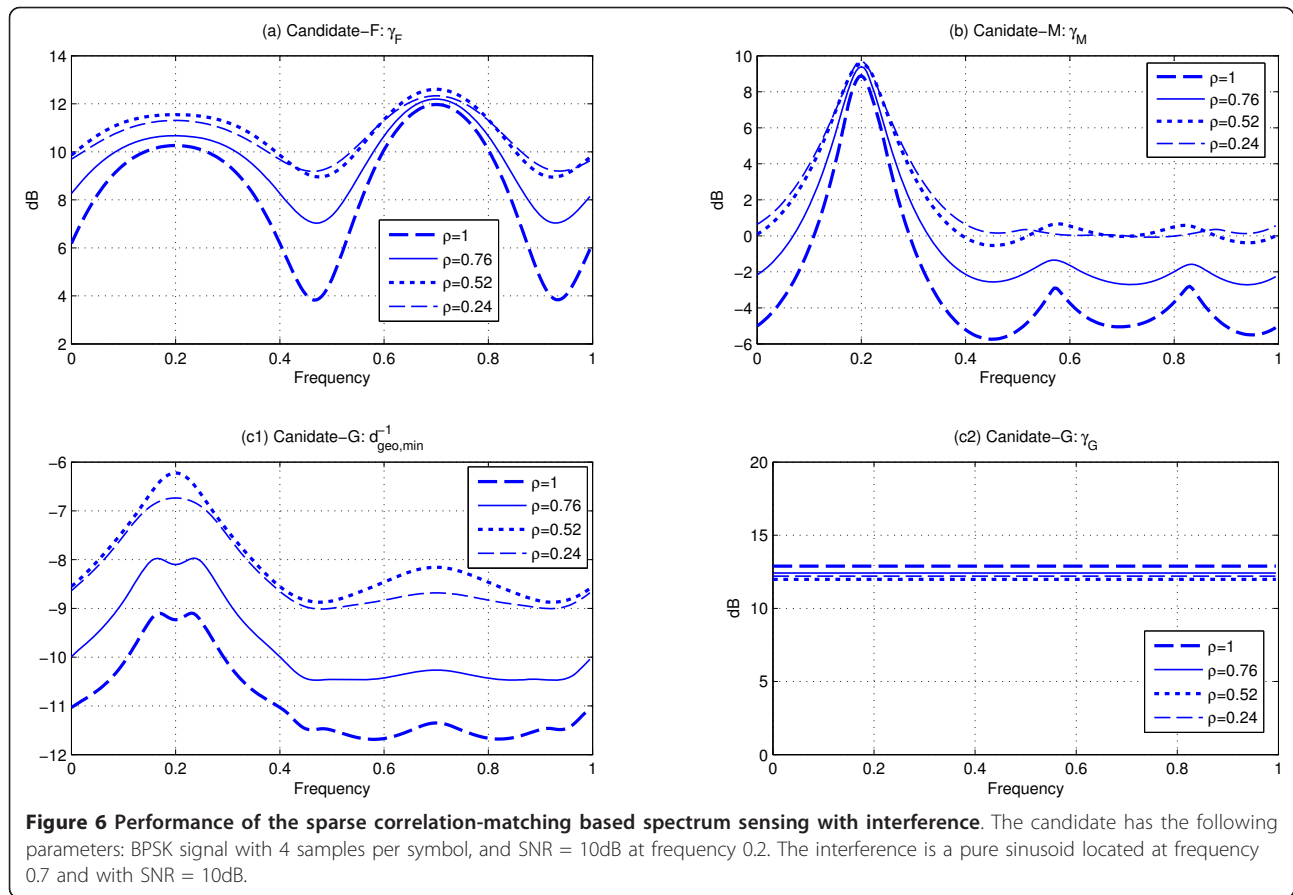 (a) Candidate-F: γ_F
14
12
10
8
6
4
2
dB
0 0.2 0.4 0.6 0.8 1
Frequency
ρ=1
ρ=0.76
ρ=0.52
ρ=0.24
(b) Canidate-M: γ_M
10
8
6
4
2
0
−2
−4
−6
dB
0 0.2 0.4 0.6 0.8 1
Frequency
ρ=1
ρ=0.76
ρ=0.52
ρ=0.24
(c1) Canidate-G: d^{-1}_{geo,min}
−6
−7
−8
−9
−10
−11
−12
0 0.2 0.4 0.6 0.8 1
Frequency
ρ=1
ρ=0.76
ρ=0.52
ρ=0.24
(c2) Canidate-G: γ_G
20
15
10
5
0
dB
0 0.2 0.4 0.6 0.8 1
Frequency
ρ=1
ρ=0.76
ρ=0.52
ρ=0.24
Figure 6 Performance of the sparse correlation-matching based spectrum sensing with interference. The candidate has the following
parameters: BPSK signal with 4 samples per symbol, and SNR = 10dB at frequency 0.2. The interference is a pure sinusoid located at frequency
0.7 and with SNR = 10dB.